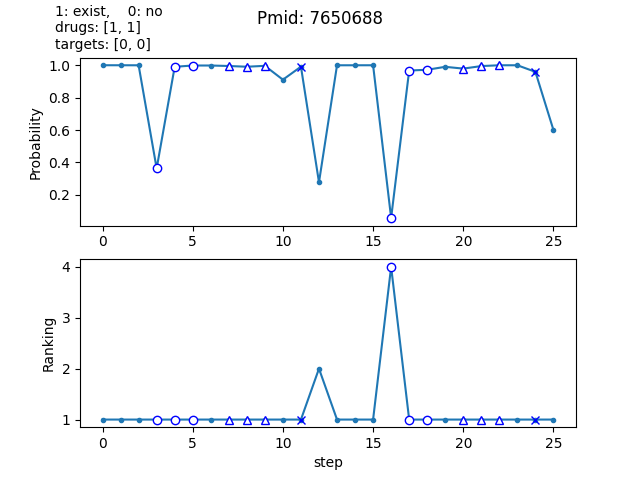 1: exist,    0: no
drugs: [1, 1]
targets: [0, 0]
Pmid: 7650688
1.0
0.8
0.6
0.4
0.2
Probability
0 5 10 15 20 25
4
3
2
1
Ranking
0 5 10 15 20 25
step